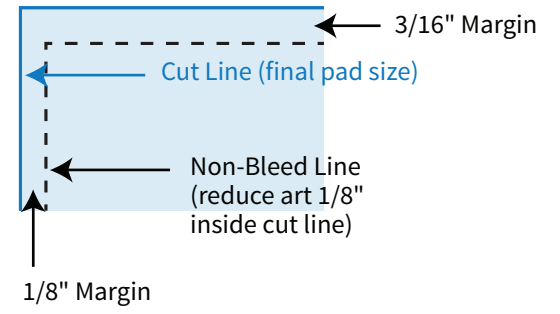 3/16" Margin
Cut Line (final pad size)
Non-Bleed Line
(reduce art 1/8"
inside cut line)
1/8" Margin